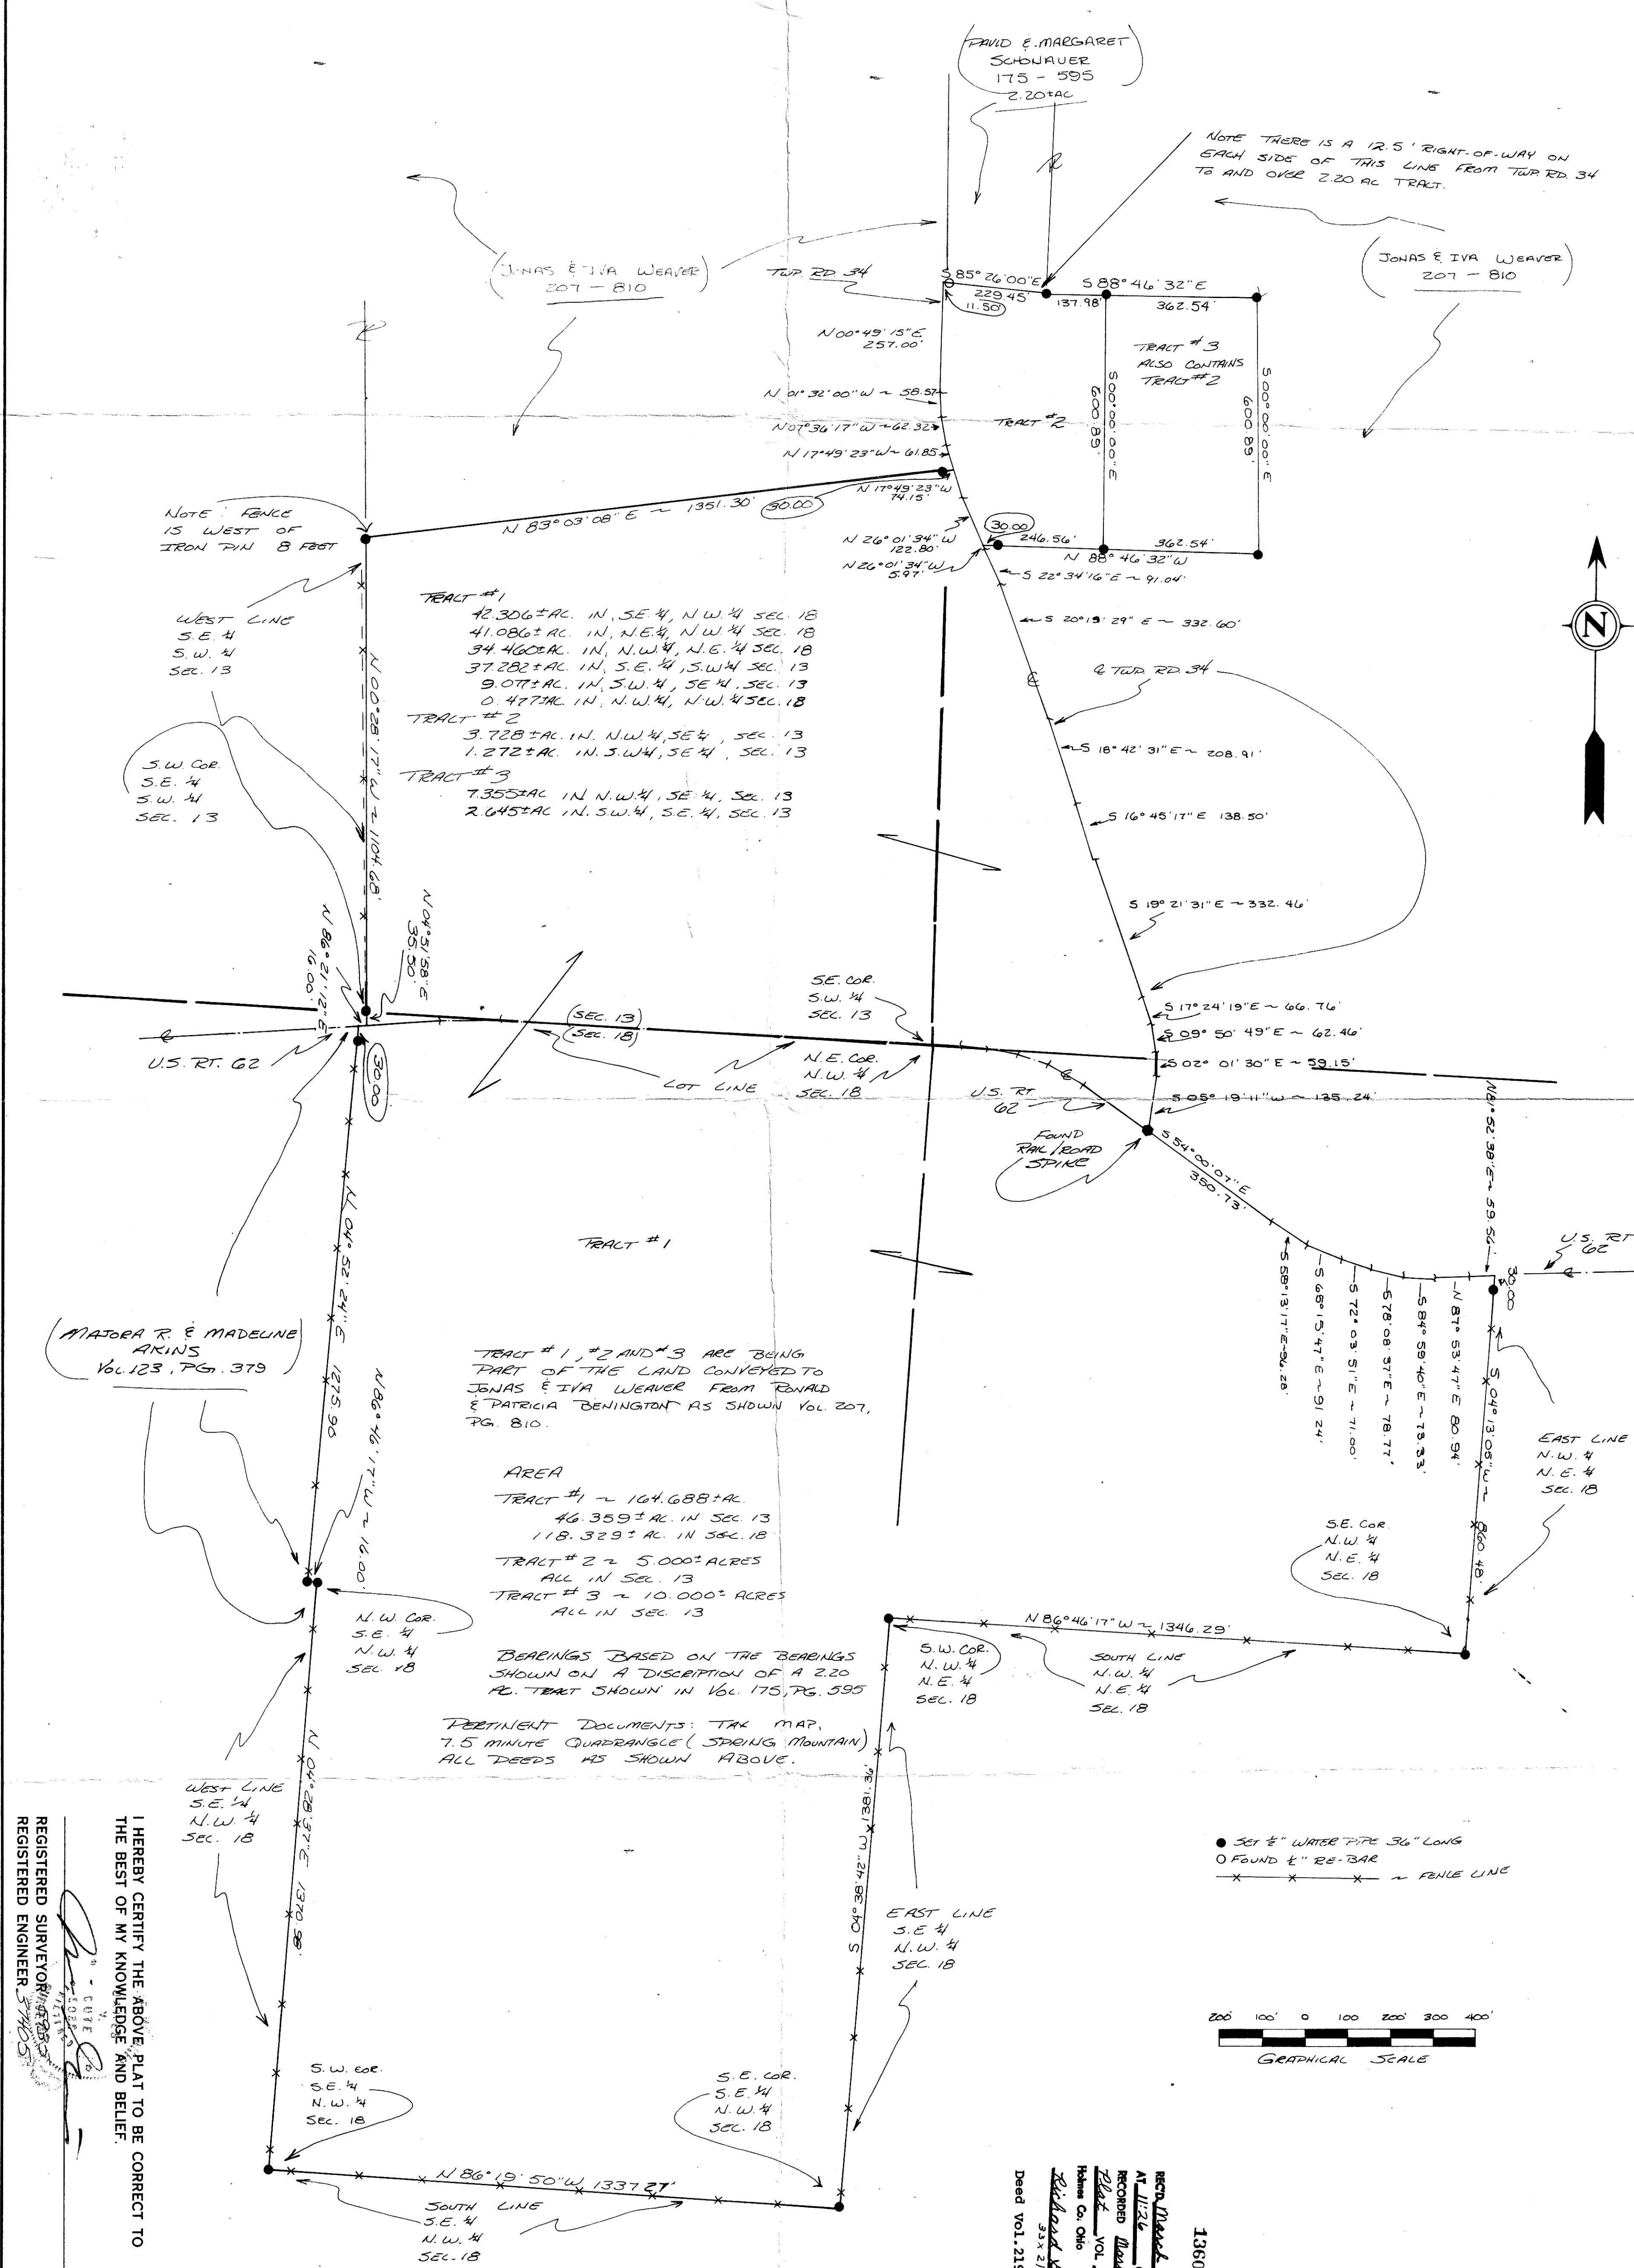 (DAVID & MARGARET
SCHONAUER
175 - 595
2.20± AC
NOTE THERE IS A 12.5' RIGHT-OF-WAY ON
EACH SIDE OF THIS LINE FROM TWP. RD. 34
TO AND OVER 2.20 AC TRACT.
(JONAS & IVA WEAVER)
207 - 810
TWP. RD. 34
S 85° 26' 00" E
229.45'
11.50
137.98'
S 88° 46' 32" E
362.54'
(JONAS & IVA WEAVER)
207 - 810
N 00° 49' 15" E
257.00'
TRACT #3
ALSO CONTAINS
TRACT #2
S 00° 08' 00" E
609.89'
S 00° 08' 00" E
609.89'
N 01° 32' 00" W ~ 58.57
N 07° 36' 17" W ~ 62.32
TRACT #2
N 17° 49' 23" W ~ 61.85
N 17° 49' 23" W
74.15'
N 83° 03' 08" E ~ 1351.30'
30.00
NOTE: FENCE
IS WEST OF
IRON PIN 8 FEET
N 26° 01' 34" W
122.80'
N 26° 01' 34" W
5.97'
30.00
246.56'
362.54'
N 88° 46' 32" W
S 22° 34' 16" E ~ 91.04'
WEST LINE
S.E. 1/4
S.W. 1/4
SEC. 13
TRACT #1
42.306± AC. IN, S.E. 1/4, N.W. 1/4 SEC. 18
41.086± AC. IN, N.E. 1/4, N.W. 1/4 SEC. 18
34.460± AC. IN, N.W. 1/4, N.E. 1/4 SEC. 18
37.282± AC. IN, S.E. 1/4, S.W. 1/4 SEC. 13
9.077± AC. IN, S.W. 1/4, SE 1/4, SEC. 13
0.477± AC. IN, N.W. 1/4, N.W. 1/4 SEC. 18
TRACT #2
3.728± AC. IN. N.W. 1/4, SE 1/4, SEC. 13
1.272± AC. IN. S.W 1/4, SE 1/4, SEC. 13
TRACT #3
7.355± AC IN N.W. 1/4, SE 1/4, SEC. 13
2.645± AC IN. S.W. 1/4, S.E. 1/4, SEC. 13
S 20° 19' 29" E ~ 332.60'
℄ TWP. RD. 34
S 18° 42' 31" E ~ 208.91'
S 16° 45' 17" E 138.50'
S 19° 21' 31" E ~ 332.46'
N
N 00° 28' 17" W ~ 1104.68'
S.W. COR.
S.E. 1/4
S.W. 1/4
SEC. 13
N 86° 21' 12" E
16.00'
N 04° 51' 58" E
35.50'
S.E. COR.
S.W. 1/4
SEC. 13
S 17° 24' 19" E ~ 66.76'
S 09° 50' 49" E ~ 62.46'
S 02° 01' 30" E ~ 59.15'
S 05° 19' 11" W ~ 135.24'
(SEC. 13)
(SEC. 18)
U.S. RT. 62
30.00
LOT LINE
N.E. COR.
N.W. 1/4
SEC. 18
U.S. RT
62
FOUND
RAIL/ROAD
SPIKE
S 54° 00' 07" E
350.73'
N 81° 52' 38" E ~ 59.56'
U.S. RT
62
30.00
TRACT #1
N 04° 52' 24" E 1275.90
S 58° 13' 17" E ~ 96.28'
S 65° 15' 47" E ~ 91.24'
S 72° 03' 51" E ~ 71.00'
S 78° 08' 37" E ~ 78.77'
S 84° 59' 40" E ~ 73.33'
N 87° 53' 47" E 80.94'
S 04° 13' 05" W ~ 860.48'
(MAJORA R. & MADELINE)
AKINS
VOL. 123, PG. 379
TRACT #1, #2 AND #3 ARE BEING
PART OF THE LAND CONVEYED TO
JONAS & IVA WEAVER FROM RONALD
& PATRICIA BENINGTON AS SHOWN VOL. 207,
PG. 810.
N 86° 46' 17" W ~ 16.00'
EAST LINE
N.W. 1/4
N.E. 1/4
SEC. 18
AREA
TRACT #1 ~ 164.688± AC.
46.359± AC. IN SEC. 13
118.329± AC. IN SEC. 18
TRACT #2 ~ 5.000± ACRES
ALL IN SEC. 13
TRACT #3 ~ 10.000± ACRES
ALL IN SEC. 13
S.E. COR.
N.W. 1/4
N.E. 1/4
SEC. 18
N.W. COR.
S.E. 1/4
N.W. 1/4
SEC. 18
N 86° 46' 17" W ~ 1346.29'
S.W. COR.
N.W. 1/4
N.E. 1/4
SEC. 18
SOUTH LINE
N.W. 1/4
N.E. 1/4
SEC. 18
BEARINGS BASED ON THE BEARINGS
SHOWN ON A DISCRIPTION OF A 2.20
AC. TRACT SHOWN IN VOL. 175, PG. 595
PERTINENT DOCUMENTS: TAX MAP,
7.5 MINUTE QUADRANGLE (SPRING MOUNTAIN)
ALL DEEDS AS SHOWN ABOVE.
WEST LINE
S.E. 1/4
N.W. 1/4
SEC. 18
N 04° 28' 37" E 1370.98'
S 04° 38' 42" W 1381.36'
● SET 1/2" WATER PIPE 36" LONG
O FOUND 1/2" RE-BAR
~ FENCE LINE
EAST LINE
S.E 1/4
N.W. 1/4
SEC. 18
200' 100' 0 100 200' 300 400'
GRAPHICAL SCALE
S.W. COR.
S.E. 1/4
N.W. 1/4
SEC. 18
S.E. COR.
S.E. 1/4
N.W. 1/4
SEC. 18
N 86° 19' 50" W 1337.27'
SOUTH LINE
S.E. 1/4
N.W. 1/4
SEC. 18
I HEREBY CERTIFY THE ABOVE PLAT TO BE CORRECT TO
THE BEST OF MY KNOWLEDGE AND BELIEF.
REGISTERED SURVEYOR
REGISTERED ENGINEER
1360
REC'D March
AT 11:26
RECORDED
Plat VOL.
Holmes Co. Ohio
Richard
Deed Vol. 219